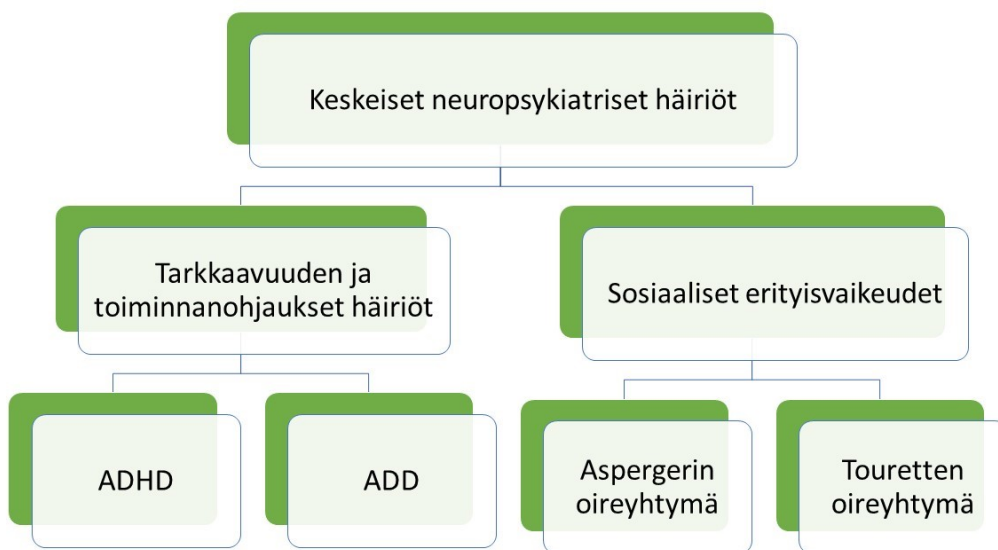 Keskeiset neuropsykiatriset häiriöt
Tarkkaavuuden ja
toiminnanohjaukset häiriöt
Sosiaaliset erityisvaikeudet
ADHD
ADD
Aspergerin
oireyhtymä
Touretten
oireyhtymä